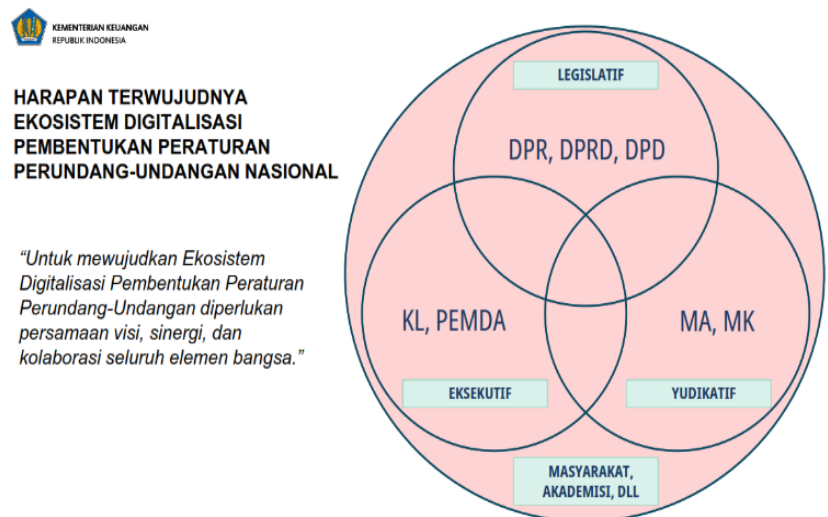 KEMENTERIAN KEUANGAN
REPUBLIK INDONESIA
HARAPAN TERWUJUDNYA
EKOSISTEM DIGITALISASI
PEMBENTUKAN PERATURAN
PERUNDANG-UNDANGAN NASIONAL
“Untuk mewujudkan Ekosistem
Digitalisasi Pembentukan Peraturan
Perundang-Undangan diperlukan
persamaan visi, sinergi, dan
kolaborasi seluruh elemen bangsa.”
LEGISLATIF
DPR, DPRD, DPD
KL, PEMDA
MA, MK
EKSEKUTIF
YUDIKATIF
MASYARAKAT,
AKADEMISI, DLL